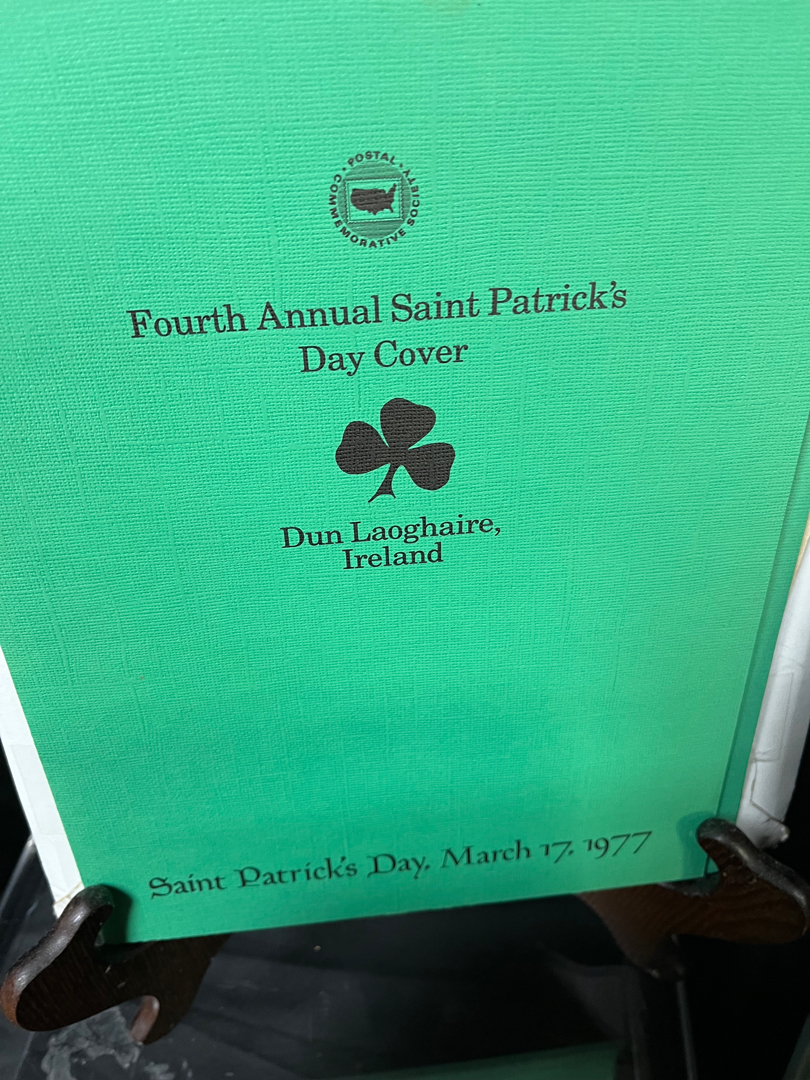 • POSTAL •
COMMEMORATIVE SOCIETY
Fourth Annual Saint Patrick's
Day Cover
Dun Laoghaire,
Ireland
Saint Patrick's Day, March 17, 1977